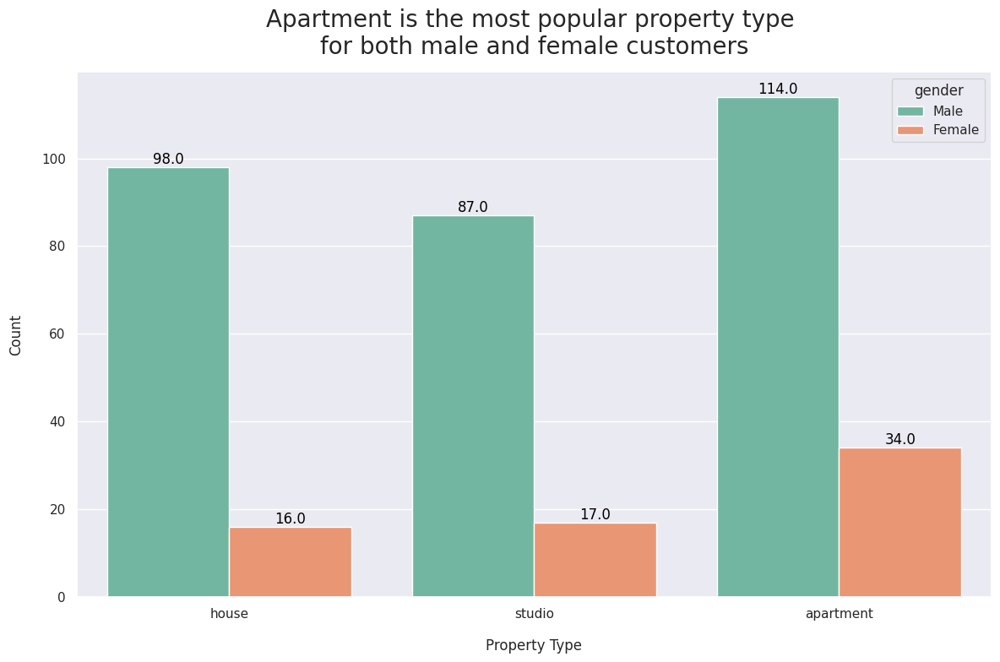 Apartment is the most popular property type
for both male and female customers
gender
Male
Female
114.0
98.0
87.0
34.0
17.0
16.0
100
80
60
40
20
0
Count
house
studio
apartment
Property Type